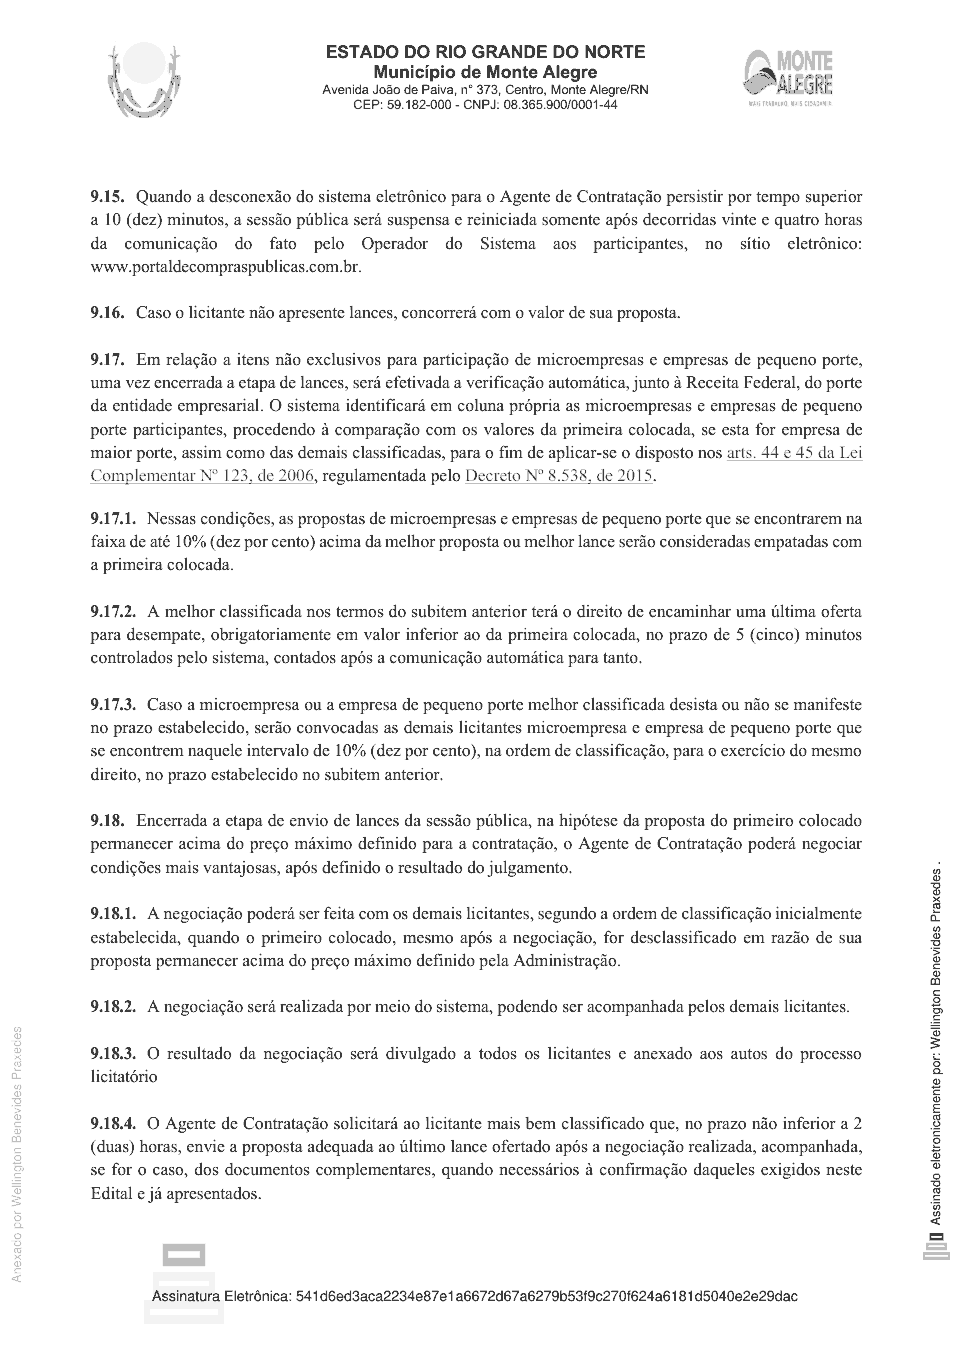 ESTADO DO RIO GRANDE DO NORTE
Município de Monte Alegre
Avenida João de Paiva, n° 373, Centro, Monte Alegre/RN
CEP: 59.182-000 - CNPJ: 08.365.900/0001-44
MONTE
ALEGRE
MAIS TRABALHO, MAIS CIDADANIA
9.15. Quando a desconexão do sistema eletrônico para o Agente de Contratação persistir por tempo superior
a 10 (dez) minutos, a sessão pública será suspensa e reiniciada somente após decorridas vinte e quatro horas
da comunicação do fato pelo Operador do Sistema aos participantes, no sítio eletrônico:
www.portaldecompraspublicas.com.br.
9.16. Caso o licitante não apresente lances, concorrerá com o valor de sua proposta.
9.17. Em relação a itens não exclusivos para participação de microempresas e empresas de pequeno porte,
uma vez encerrada a etapa de lances, será efetivada a verificação automática, junto à Receita Federal, do porte
da entidade empresarial. O sistema identificará em coluna própria as microempresas e empresas de pequeno
porte participantes, procedendo à comparação com os valores da primeira colocada, se esta for empresa de
maior porte, assim como das demais classificadas, para o fim de aplicar-se o disposto nos arts. 44 e 45 da Lei
Complementar Nº 123, de 2006, regulamentada pelo Decreto Nº 8.538, de 2015.
9.17.1. Nessas condições, as propostas de microempresas e empresas de pequeno porte que se encontrarem na
faixa de até 10% (dez por cento) acima da melhor proposta ou melhor lance serão consideradas empatadas com
a primeira colocada.
9.17.2. A melhor classificada nos termos do subitem anterior terá o direito de encaminhar uma última oferta
para desempate, obrigatoriamente em valor inferior ao da primeira colocada, no prazo de 5 (cinco) minutos
controlados pelo sistema, contados após a comunicação automática para tanto.
9.17.3. Caso a microempresa ou a empresa de pequeno porte melhor classificada desista ou não se manifeste
no prazo estabelecido, serão convocadas as demais licitantes microempresa e empresa de pequeno porte que
se encontrem naquele intervalo de 10% (dez por cento), na ordem de classificação, para o exercício do mesmo
direito, no prazo estabelecido no subitem anterior.
9.18. Encerrada a etapa de envio de lances da sessão pública, na hipótese da proposta do primeiro colocado
permanecer acima do preço máximo definido para a contratação, o Agente de Contratação poderá negociar
condições mais vantajosas, após definido o resultado do julgamento.
9.18.1. A negociação poderá ser feita com os demais licitantes, segundo a ordem de classificação inicialmente
estabelecida, quando o primeiro colocado, mesmo após a negociação, for desclassificado em razão de sua
proposta permanecer acima do preço máximo definido pela Administração.
9.18.2. A negociação será realizada por meio do sistema, podendo ser acompanhada pelos demais licitantes.
9.18.3. O resultado da negociação será divulgado a todos os licitantes e anexado aos autos do processo
licitatório
9.18.4. O Agente de Contratação solicitará ao licitante mais bem classificado que, no prazo não inferior a 2
(duas) horas, envie a proposta adequada ao último lance ofertado após a negociação realizada, acompanhada,
se for o caso, dos documentos complementares, quando necessários à confirmação daqueles exigidos neste
Edital e já apresentados.
Anexado por Wellington Benevides Praxedes
Assinado eletronicamente por: Wellington Benevides Praxedes .
Assinatura Eletrônica: 541d6ed3aca2234e87e1a6672d67a6279b53f9c270f624a6181d5040e2e29dac